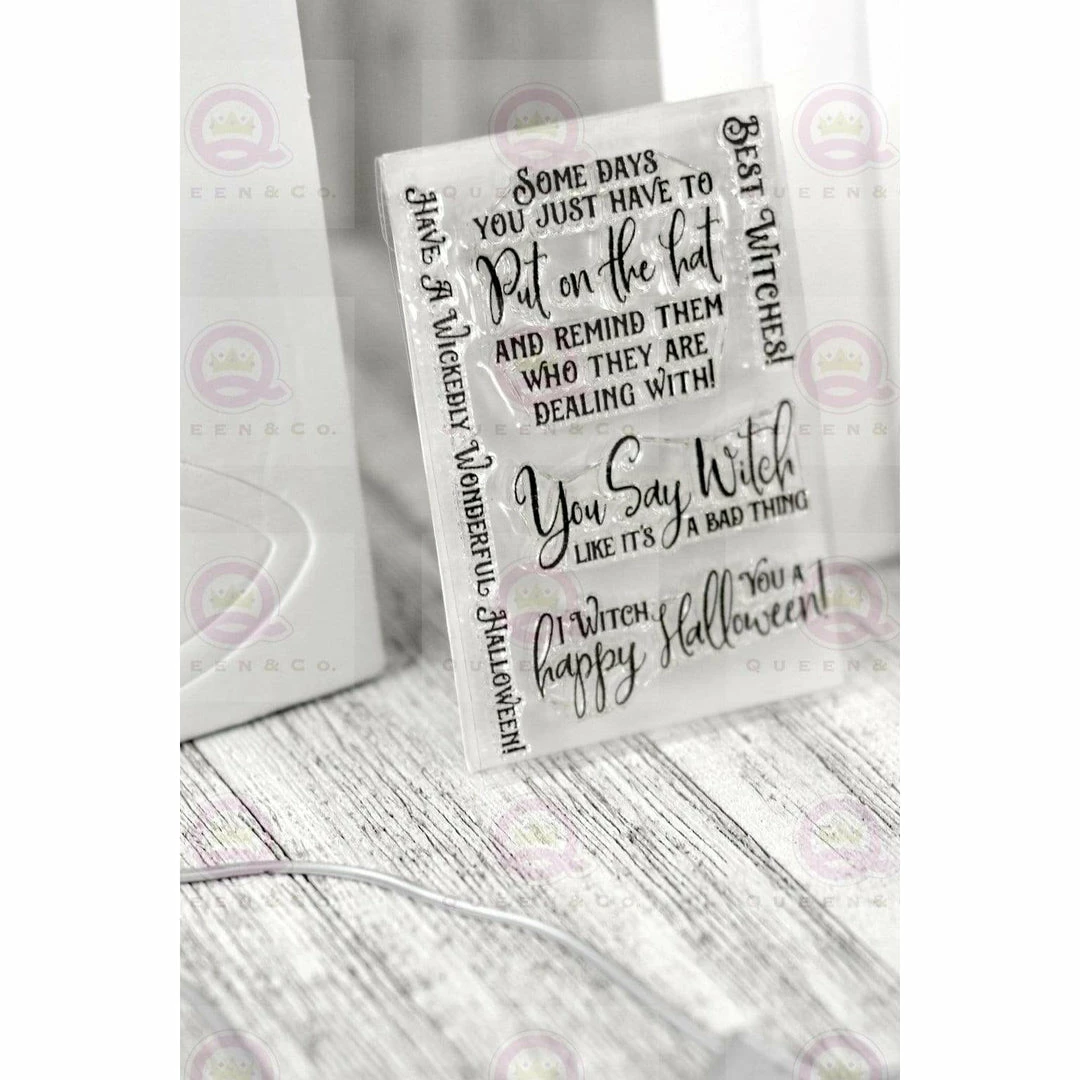 Have A Wickedly Wonderful Halloween!
Some days
you just have to
Put on the hat
and remind them
who they are
dealing with!
Best Witches!
You Say Witch
like it's a bad thing
I Witch You a
happy Halloween!
QUEEN & CO.